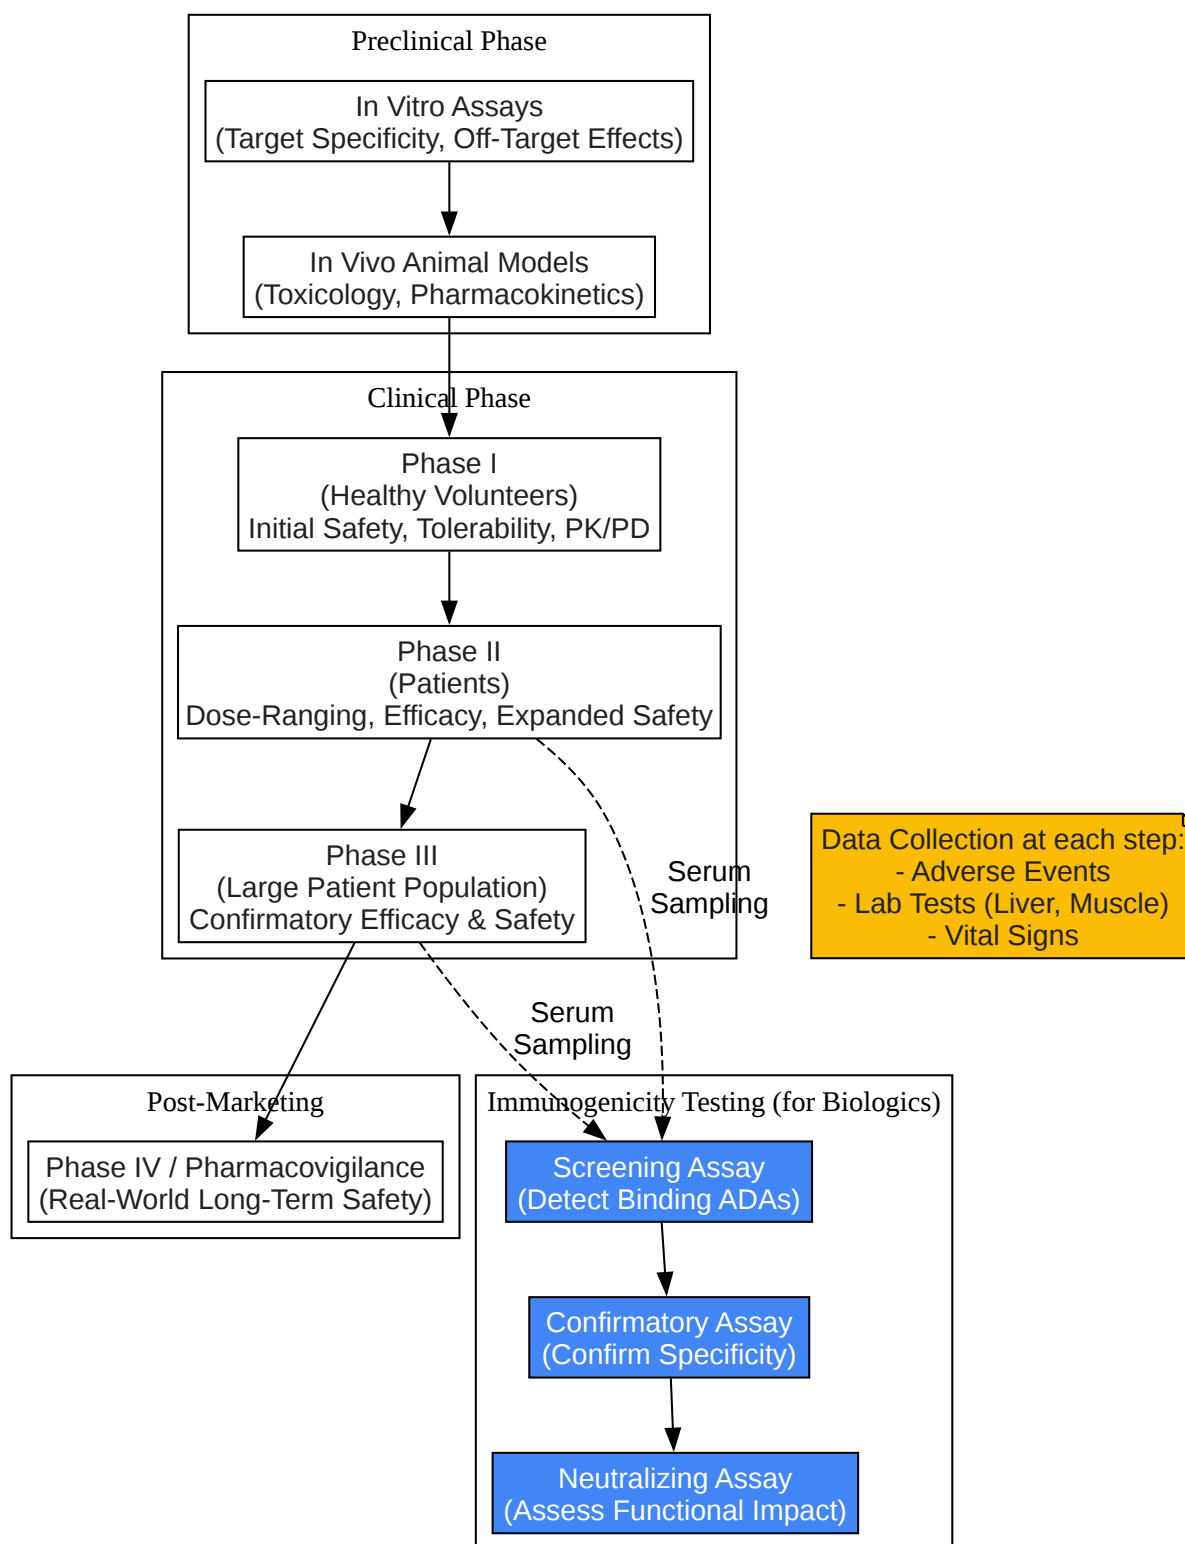 Preclinical Phase
In Vitro Assays
(Target Specificity, Off-Target Effects)
In Vivo Animal Models
(Toxicology, Pharmacokinetics)
Clinical Phase
Phase I
(Healthy Volunteers)
Initial Safety, Tolerability, PK/PD
Phase II
(Patients)
Dose-Ranging, Efficacy, Expanded Safety
Phase III
(Large Patient Population)
Confirmatory Efficacy & Safety
Serum
Sampling
Data Collection at each step:
- Adverse Events
- Lab Tests (Liver, Muscle)
- Vital Signs
Serum
Sampling
Post-Marketing
Phase IV / Pharmacovigilance
(Real-World Long-Term Safety)
Immunogenicity Testing (for Biologics)
Screening Assay
(Detect Binding ADAs)
Confirmatory Assay
(Confirm Specificity)
Neutralizing Assay
(Assess Functional Impact)